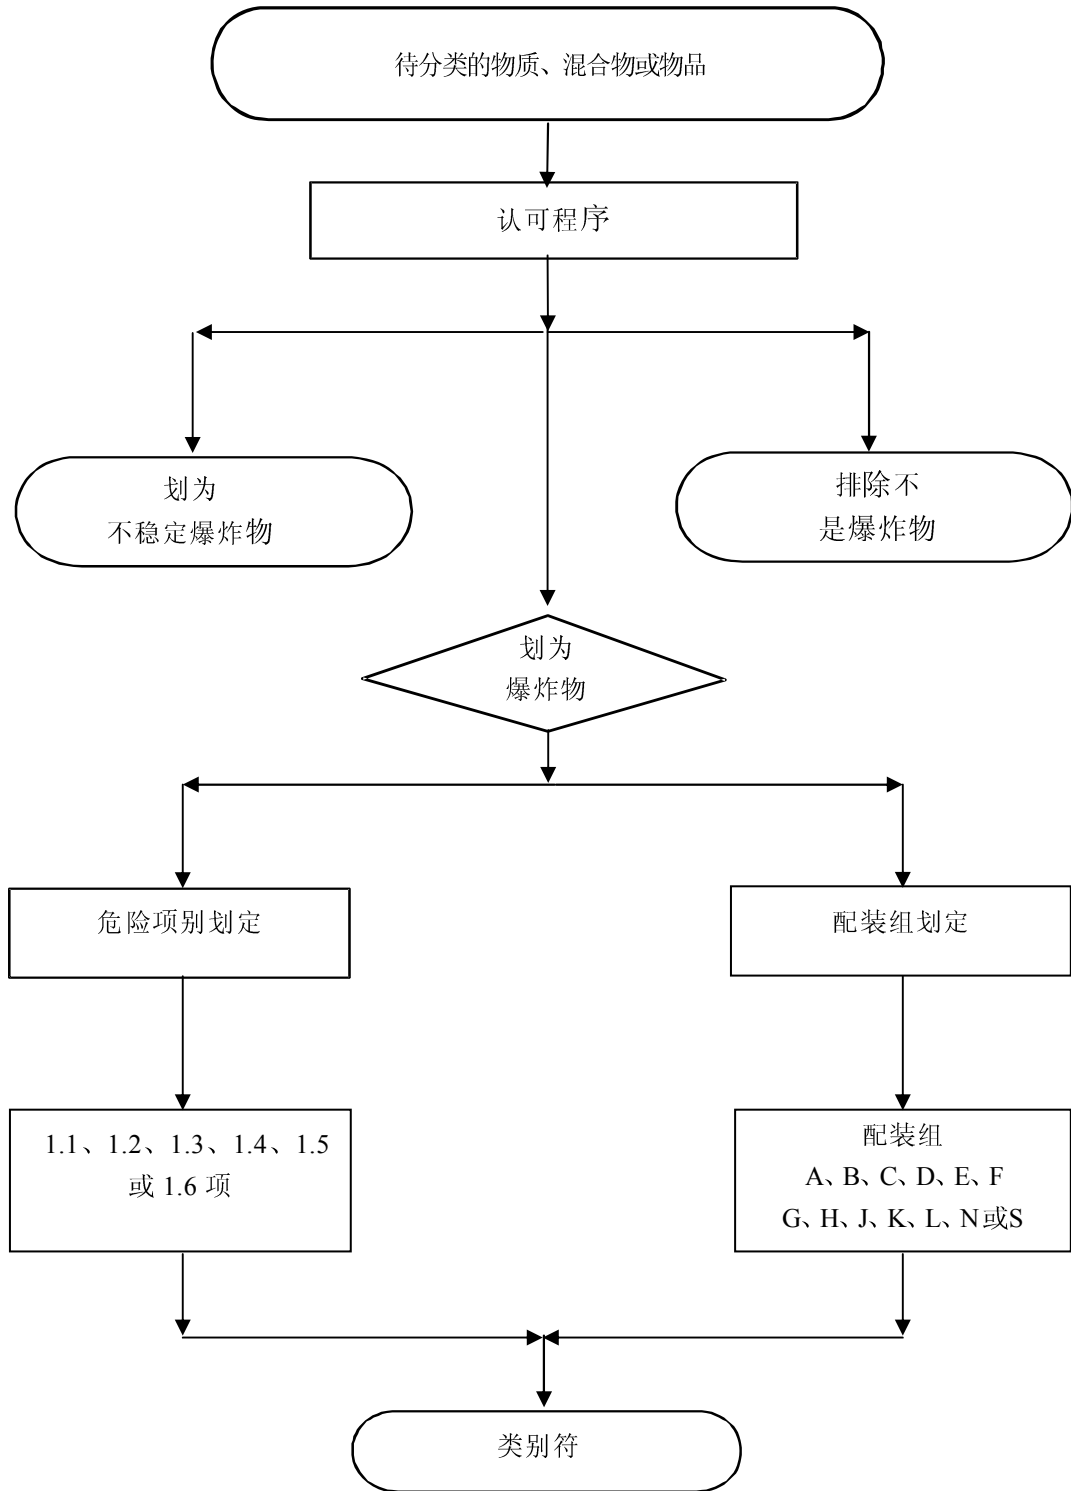 待分类的物质、混合物或物品
认可程序
划为
不稳定爆炸物
排除不
是爆炸物
划为
爆炸物
危险项别划定
配装组划定
1.1、1.2、1.3、1.4、1.5
或 1.6 项
配装组
A、B、C、D、E、F
G、H、J、K、L、N或S
类别符